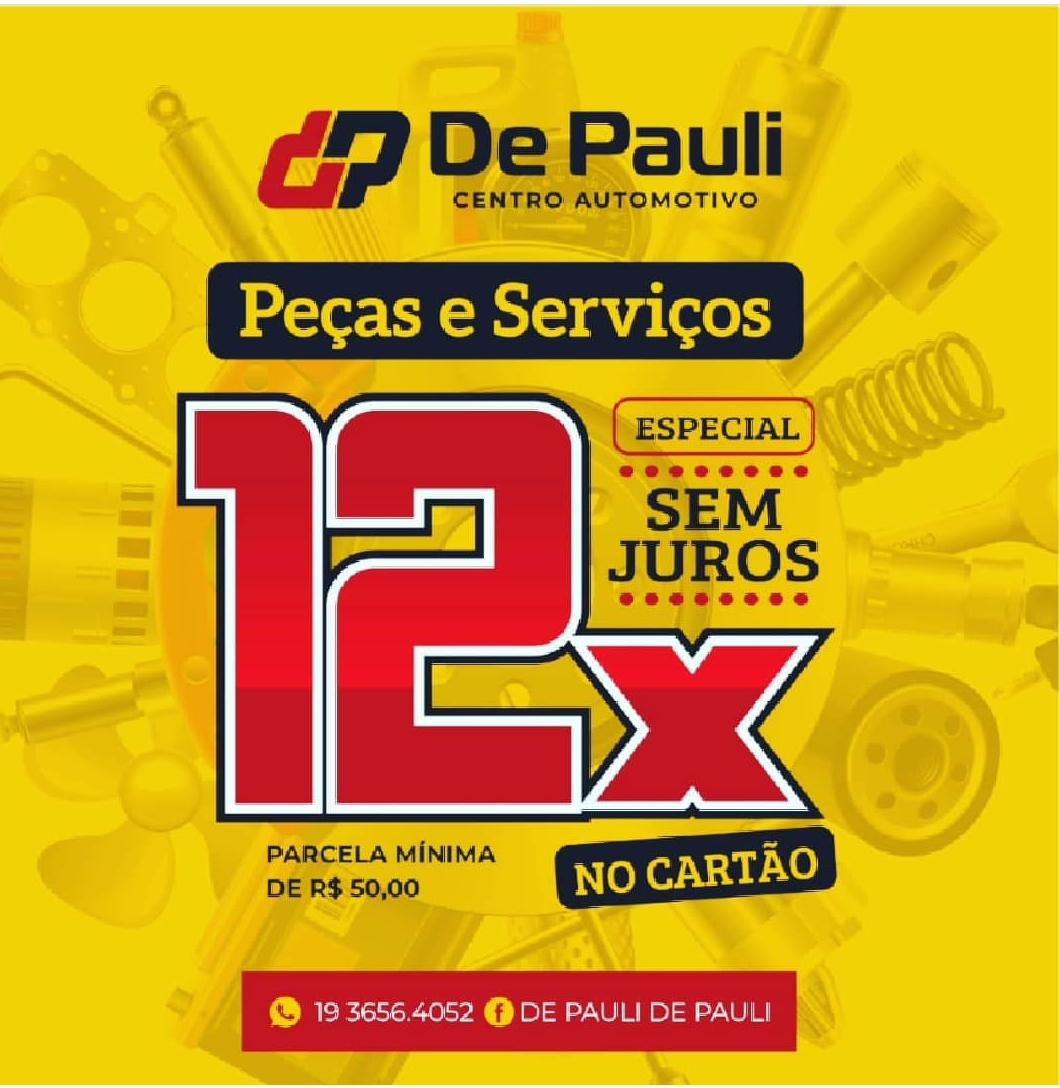 dp De Pauli
CENTRO AUTOMOTIVO
Peças e Serviços
12x
ESPECIAL
SEM
JUROS
NO CARTÃO
PARCELA MÍNIMA
DE R$ 50,00
19 3656.4052 f DE PAULI DE PAULI